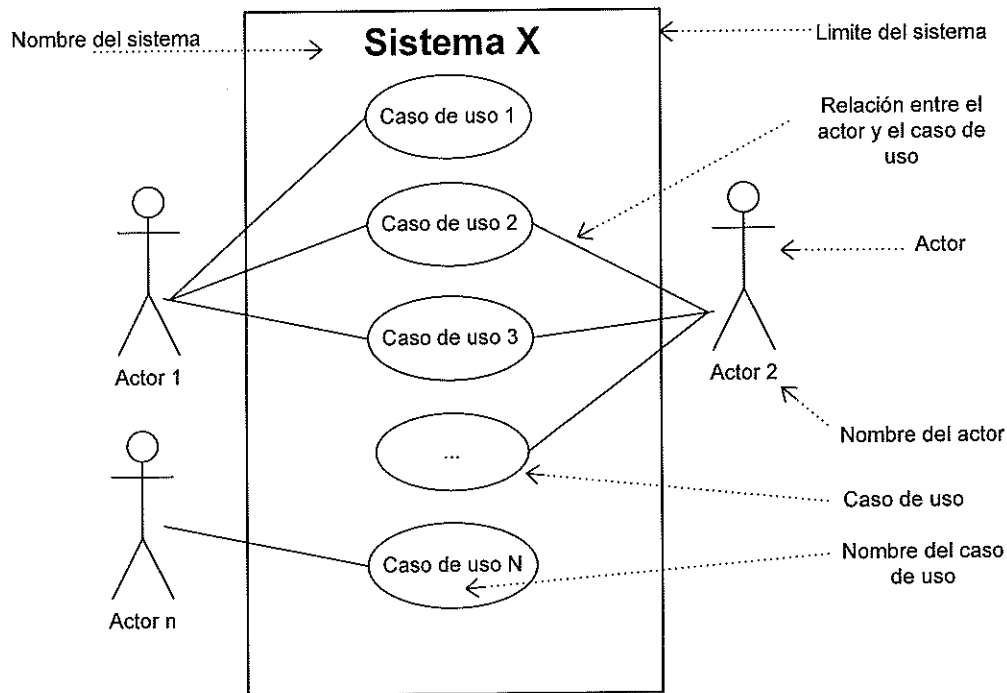 Nombre del sistema
Sistema X
Limite del sistema
Caso de uso 1
Relación entre el
actor y el caso de
uso
Caso de uso 2
Actor
Caso de uso 3
Actor 1
Actor 2
...
Nombre del actor
Caso de uso
Caso de uso N
Nombre del caso
de uso
Actor n